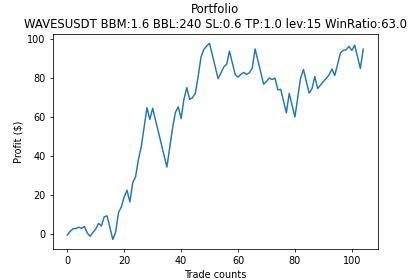 Portfolio
WAVESUSDT BBM:1.6 BBL:240 SL:0.6 TP:1.0 lev:15 WinRatio:63.0
100
80
60
40
20
0
Profit ($)
0 20 40 60 80 100
Trade counts